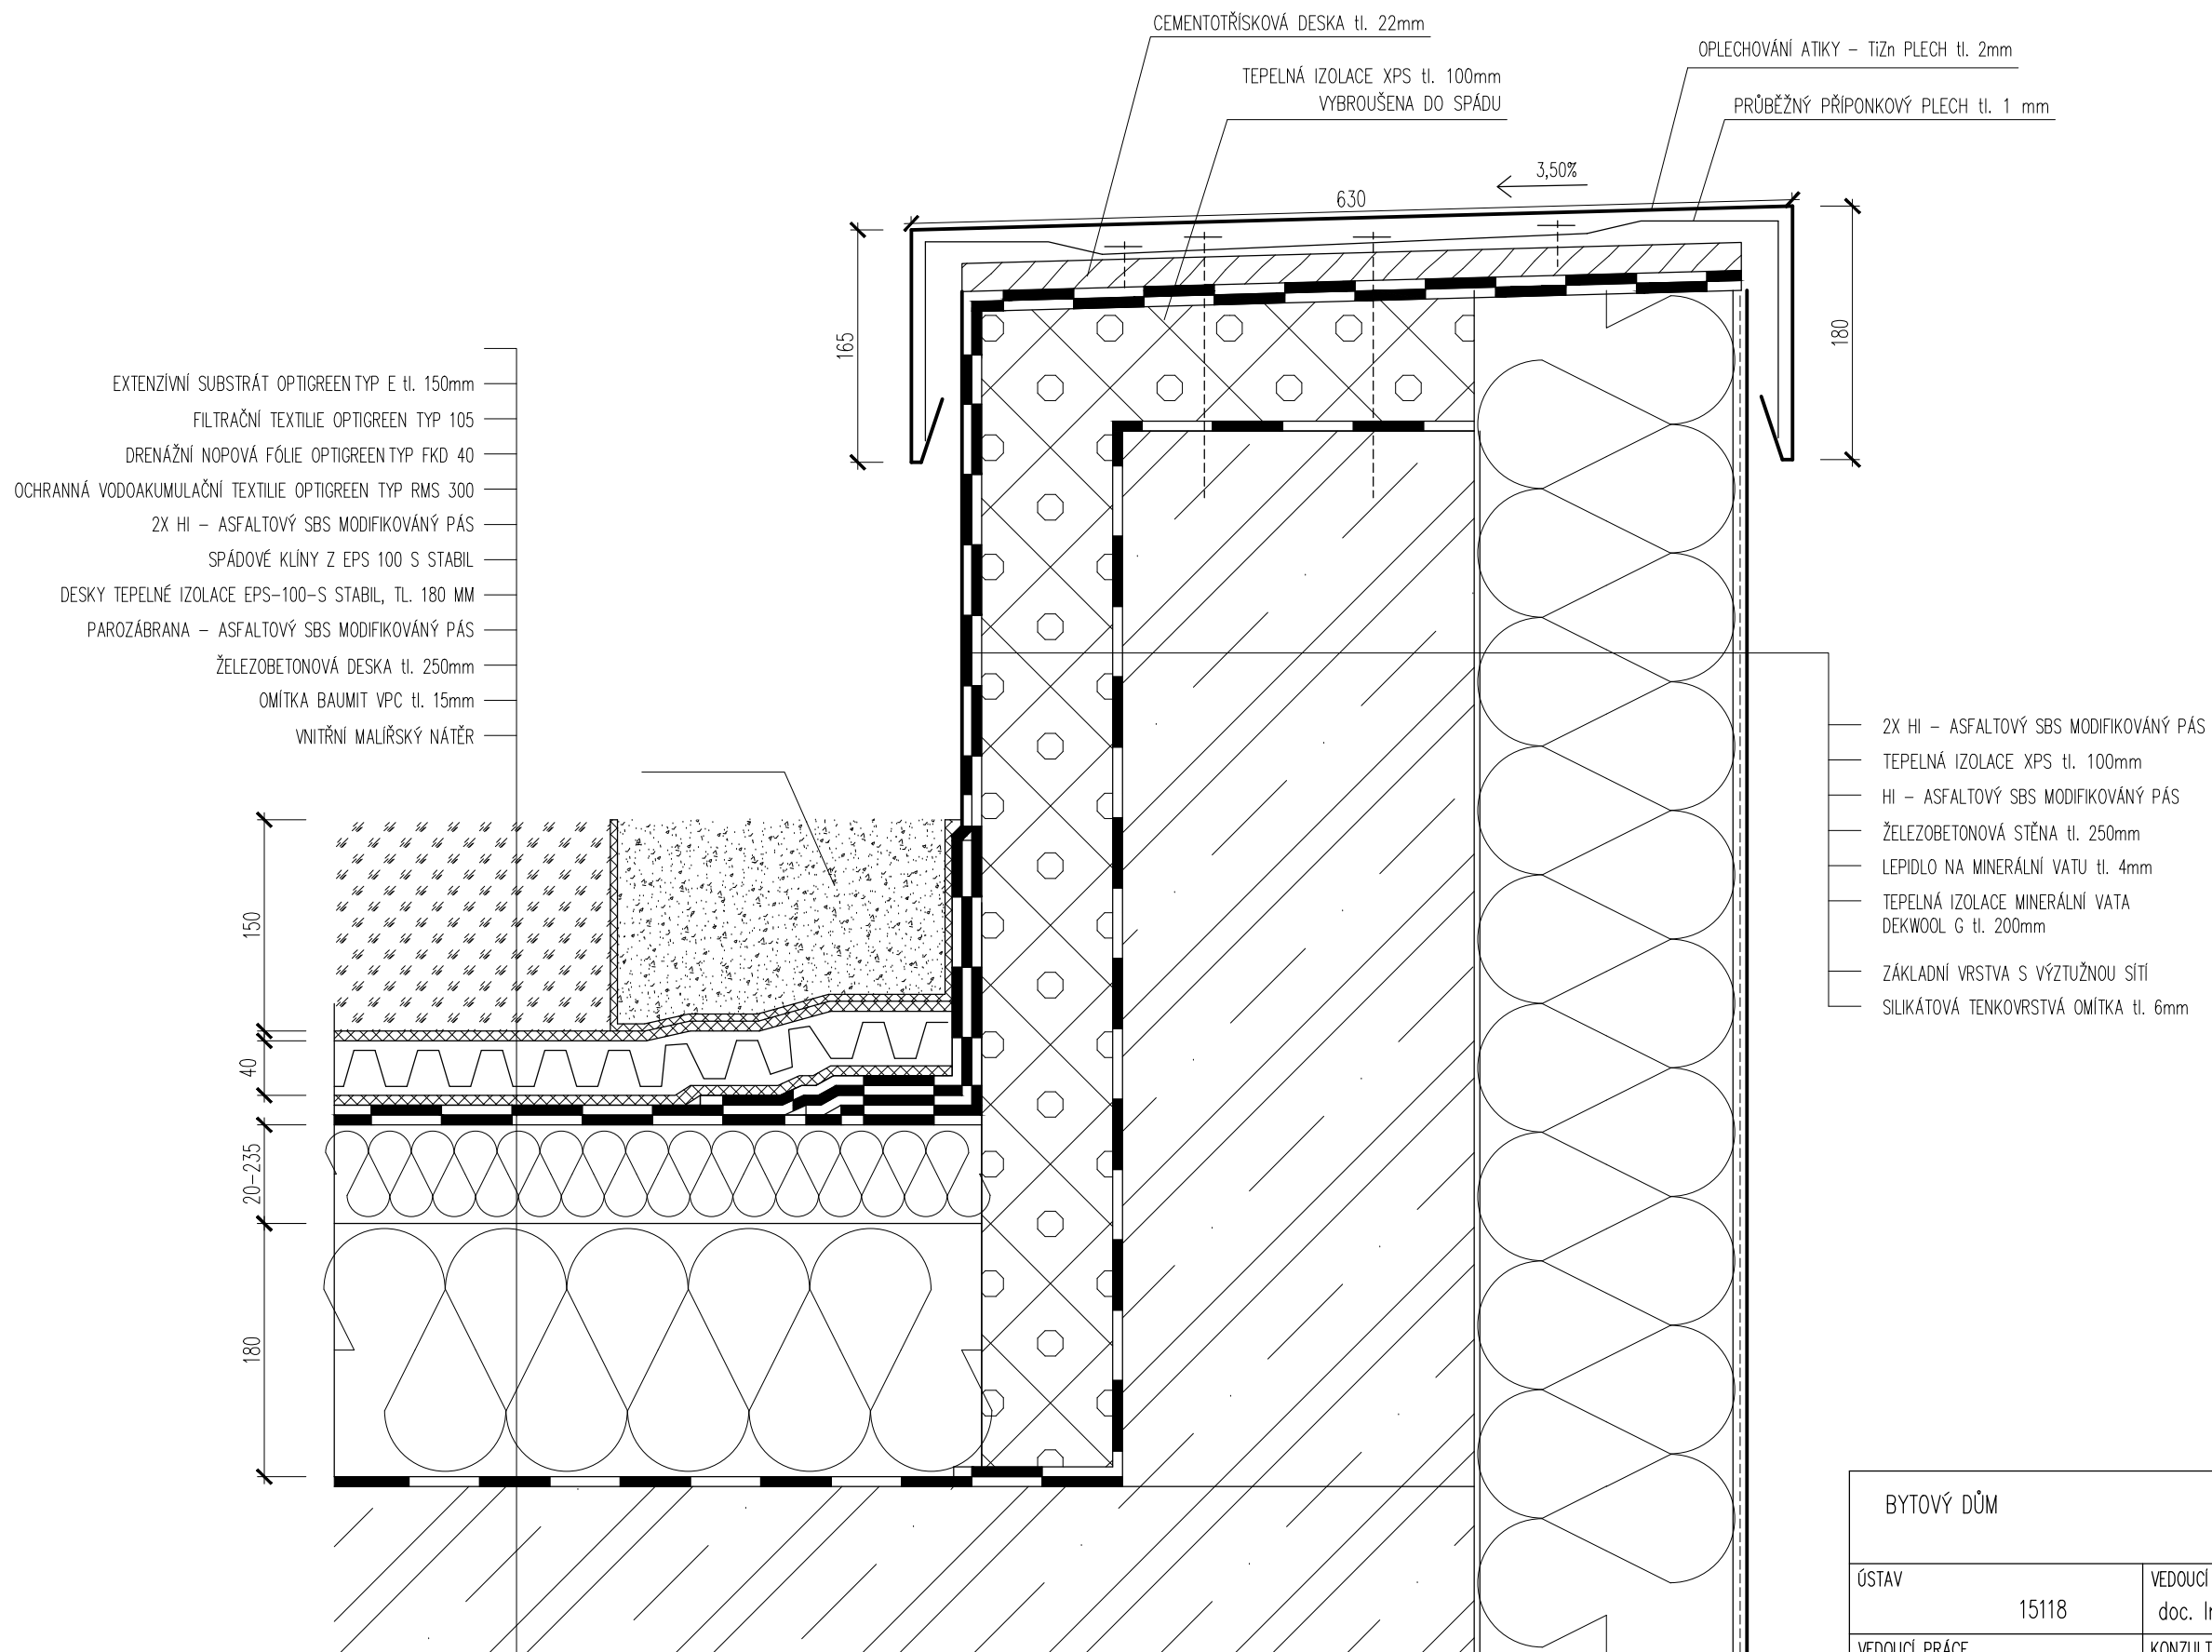 CEMENTOTŘÍSKOVÁ DESKA tl. 22mm
OPLECHOVÁNÍ ATIKY – TiZn PLECH tl. 2mm
TEPELNÁ IZOLACE XPS tl. 100mm
VYBROUŠENA DO SPÁDU
PRŮBĚŽNÝ PŘÍPONKOVÝ PLECH tl. 1 mm
3,50%
630
165
180
EXTENZÍVNÍ SUBSTRÁT OPTIGREEN TYP E tl. 150mm
FILTRAČNÍ TEXTILIE OPTIGREEN TYP 105
DRENÁŽNÍ NOPOVÁ FÓLIE OPTIGREEN TYP FKD 40
OCHRANNÁ VODOAKUMULAČNÍ TEXTILIE OPTIGREEN TYP RMS 300
2X HI – ASFALTOVÝ SBS MODIFIKOVÁNÝ PÁS
SPÁDOVÉ KLÍNY Z EPS 100 S STABIL
DESKY TEPELNÉ IZOLACE EPS-100-S STABIL, TL. 180 MM
PAROZÁBRANA – ASFALTOVÝ SBS MODIFIKOVÁNÝ PÁS
ŽELEZOBETONOVÁ DESKA tl. 250mm
OMÍTKA BAUMIT VPC tl. 15mm
VNITŘNÍ MALÍŘSKÝ NÁTĚR
2X HI – ASFALTOVÝ SBS MODIFIKOVÁNÝ PÁS
TEPELNÁ IZOLACE XPS tl. 100mm
HI – ASFALTOVÝ SBS MODIFIKOVÁNÝ PÁS
ŽELEZOBETONOVÁ STĚNA tl. 250mm
LEPIDLO NA MINERÁLNÍ VATU tl. 4mm
TEPELNÁ IZOLACE MINERÁLNÍ VATA
DEKWOOL G tl. 200mm
ZÁKLADNÍ VRSTVA S VÝZTUŽNOU SÍTÍ
SILIKÁTOVÁ TENKOVRSTVÁ OMÍTKA tl. 6mm
150
40
20-235
180
BYTOVÝ DŮM
ÚSTAV
15118
VEDOUCÍ
doc. I
VEDOUCÍ PRÁCE
KONZULT